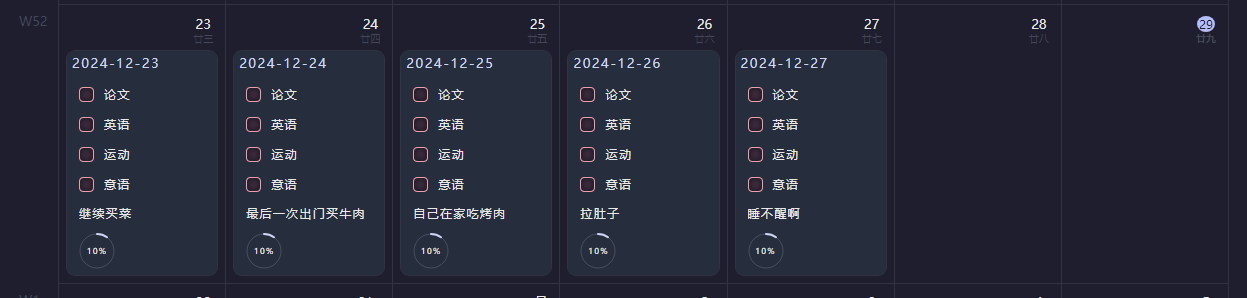 W52
23
廿三
24
廿四
25
廿五
26
廿六
27
廿七
28
廿八
29
廿九
2024-12-23
论文
英语
运动
意语
继续买菜
10%
2024-12-24
论文
英语
运动
意语
最后一次出门买牛肉
10%
2024-12-25
论文
英语
运动
意语
自己在家吃烤肉
10%
2024-12-26
论文
英语
运动
意语
拉肚子
10%
2024-12-27
论文
英语
运动
意语
睡不醒啊
10%